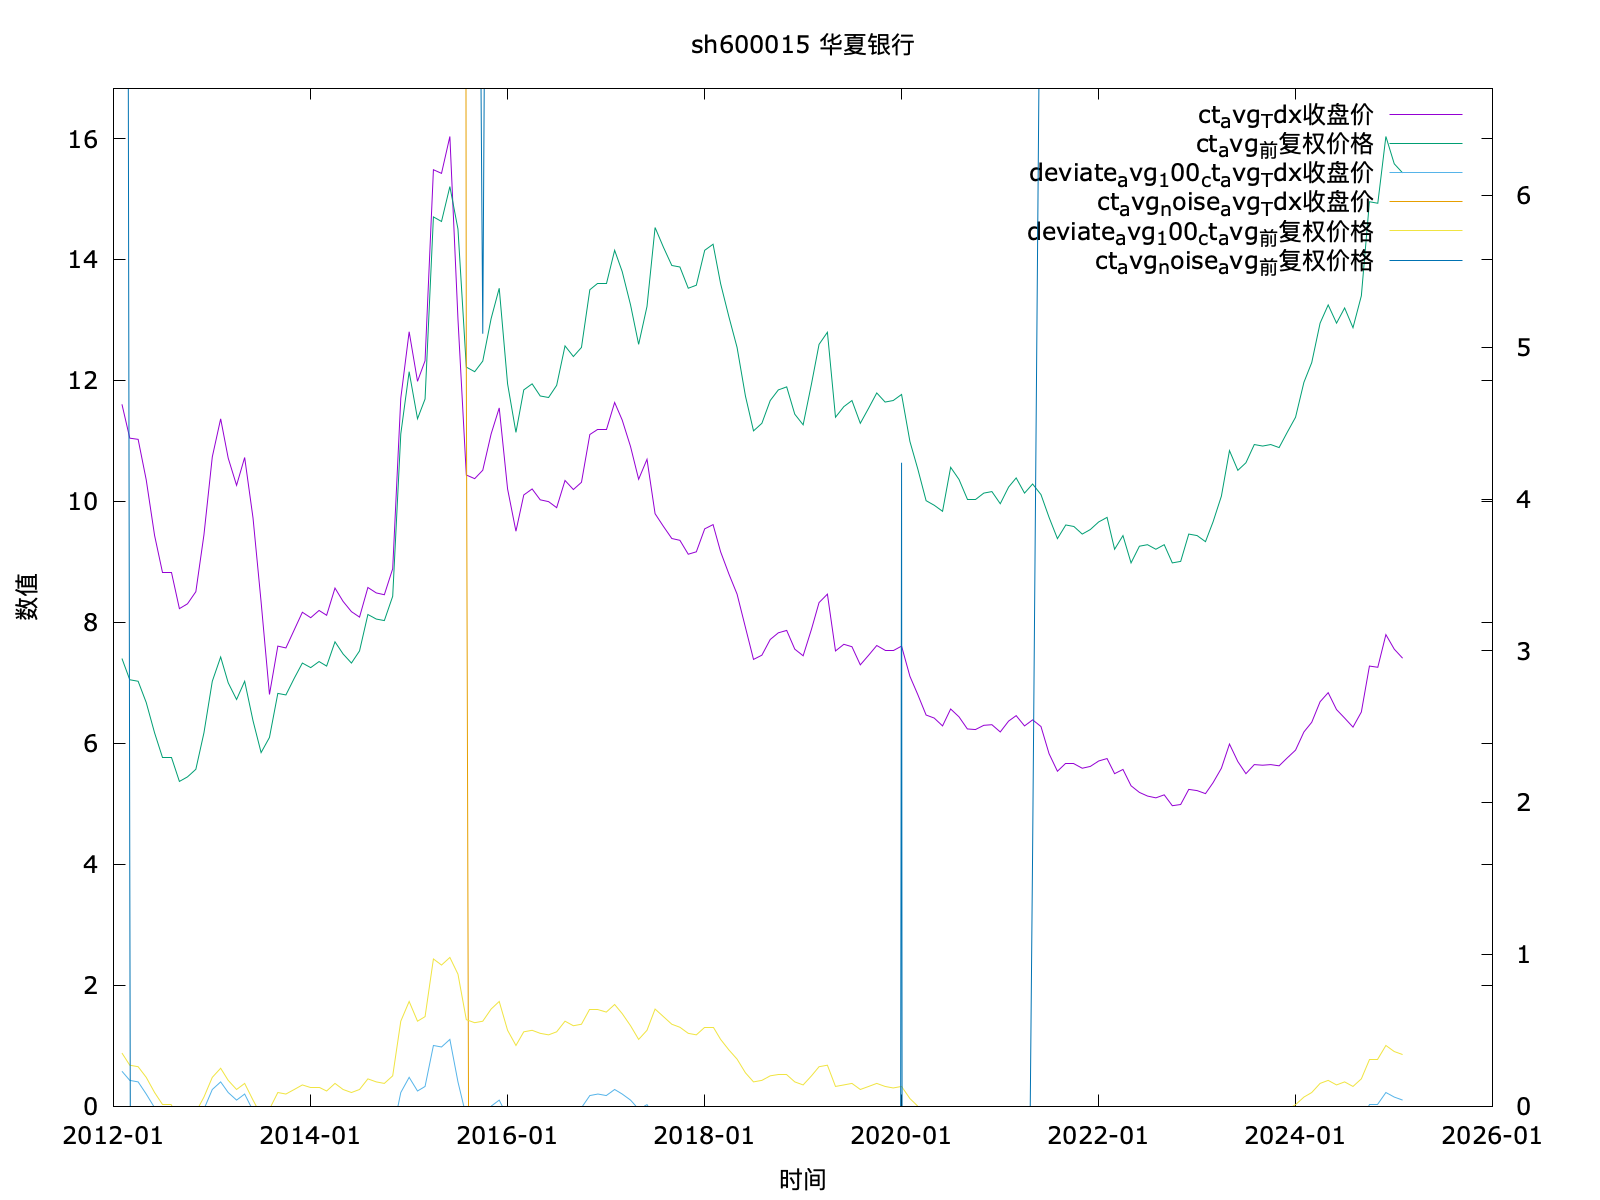 sh600015 华夏银行
ct_avg_Tdx收盘价
ct_avg_前复权价格
deviate_avg_100_ct_avg_Tdx收盘价
ct_avg_noise_avg_Tdx收盘价
deviate_avg_100_ct_avg_前复权价格
ct_avg_noise_avg_前复权价格
16
14
12
10
8
6
4
2
0
数值
6
5
4
3
2
1
0
2012-01 2014-01 2016-01 2018-01 2020-01 2022-01 2024-01 2026-01
时间